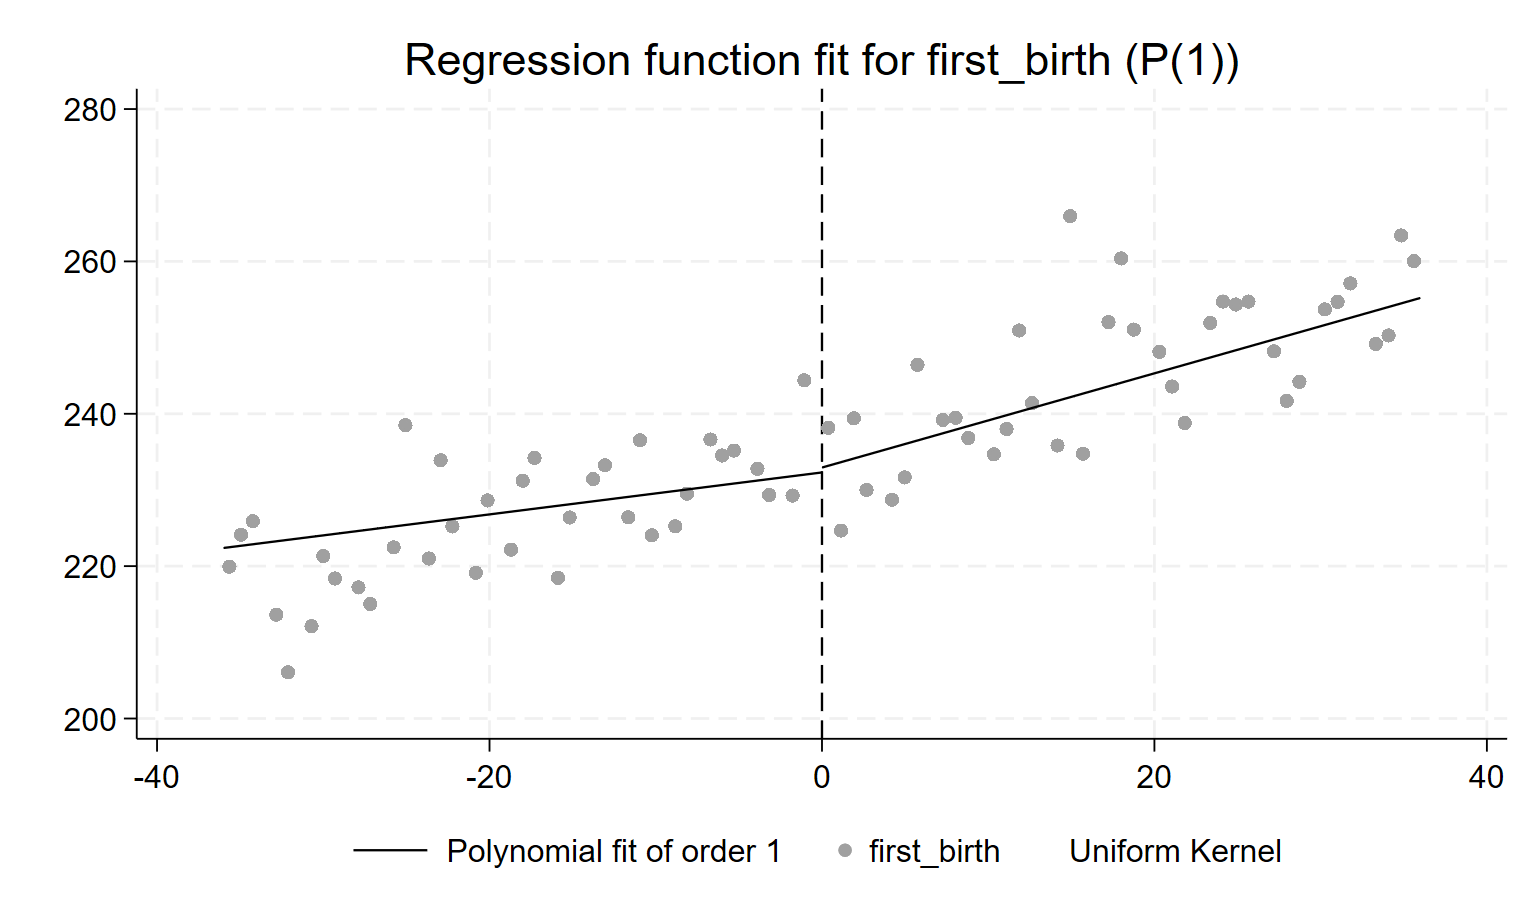 Regression function fit for first_birth (P(1))
280
260
240
220
200
-40 -20 0 20 40
Polynomial fit of order 1 first_birth Uniform Kernel